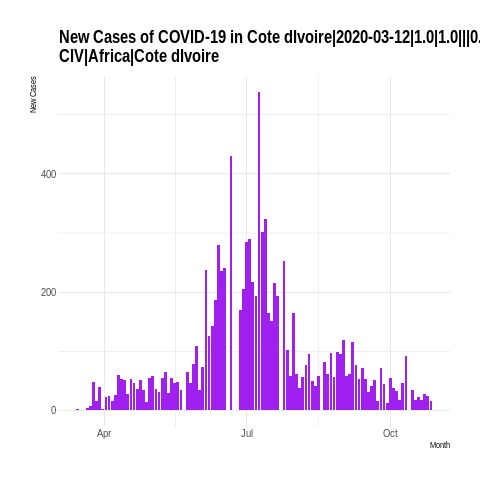 New Cases of COVID-19 in Cote dIvoire|2020-03-12|1.0|1.0|||0.
CIV|Africa|Cote dIvoire
New Cases
400
200
0
Apr
Jul
Oct
Month